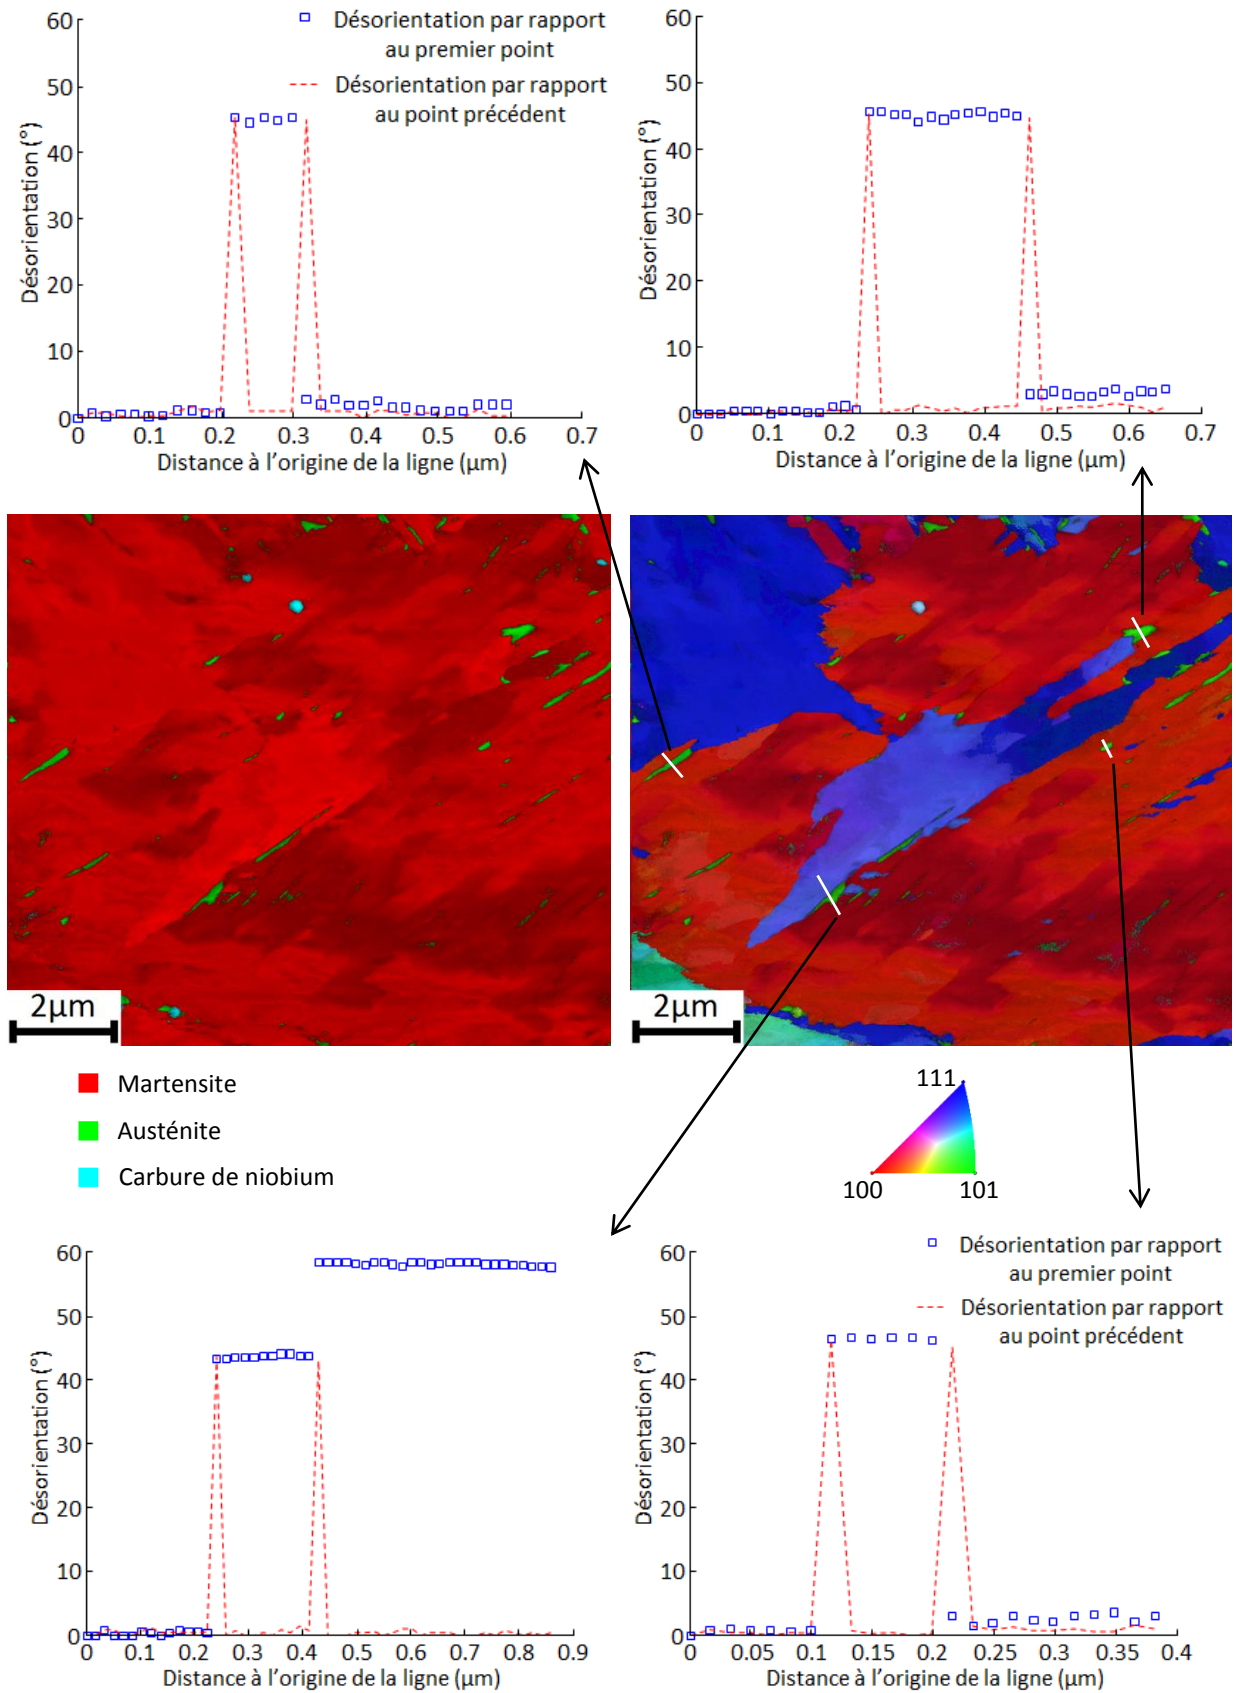 60
50
40
30
20
10
0
Désorientation (°)
Désorientation par rapport
au premier point
Désorientation par rapport
au point précédent
0 0.1 0.2 0.3 0.4 0.5 0.6 0.7
Distance à l’origine de la ligne (µm)
60
50
40
30
20
10
0
Désorientation (°)
0 0.1 0.2 0.3 0.4 0.5 0.6 0.7
Distance à l’origine de la ligne (µm)
2µm
2µm
Martensite
Austénite
Carbure de niobium
111
100
101
60
50
40
30
20
10
0
Désorientation (°)
0 0.1 0.2 0.3 0.4 0.5 0.6 0.7 0.8 0.9
Distance à l’origine de la ligne (µm)
60
50
40
30
20
10
0
Désorientation (°)
Désorientation par rapport
au premier point
Désorientation par rapport
au point précédent
0 0.05 0.1 0.15 0.2 0.25 0.3 0.35 0.4
Distance à l’origine de la ligne (µm)